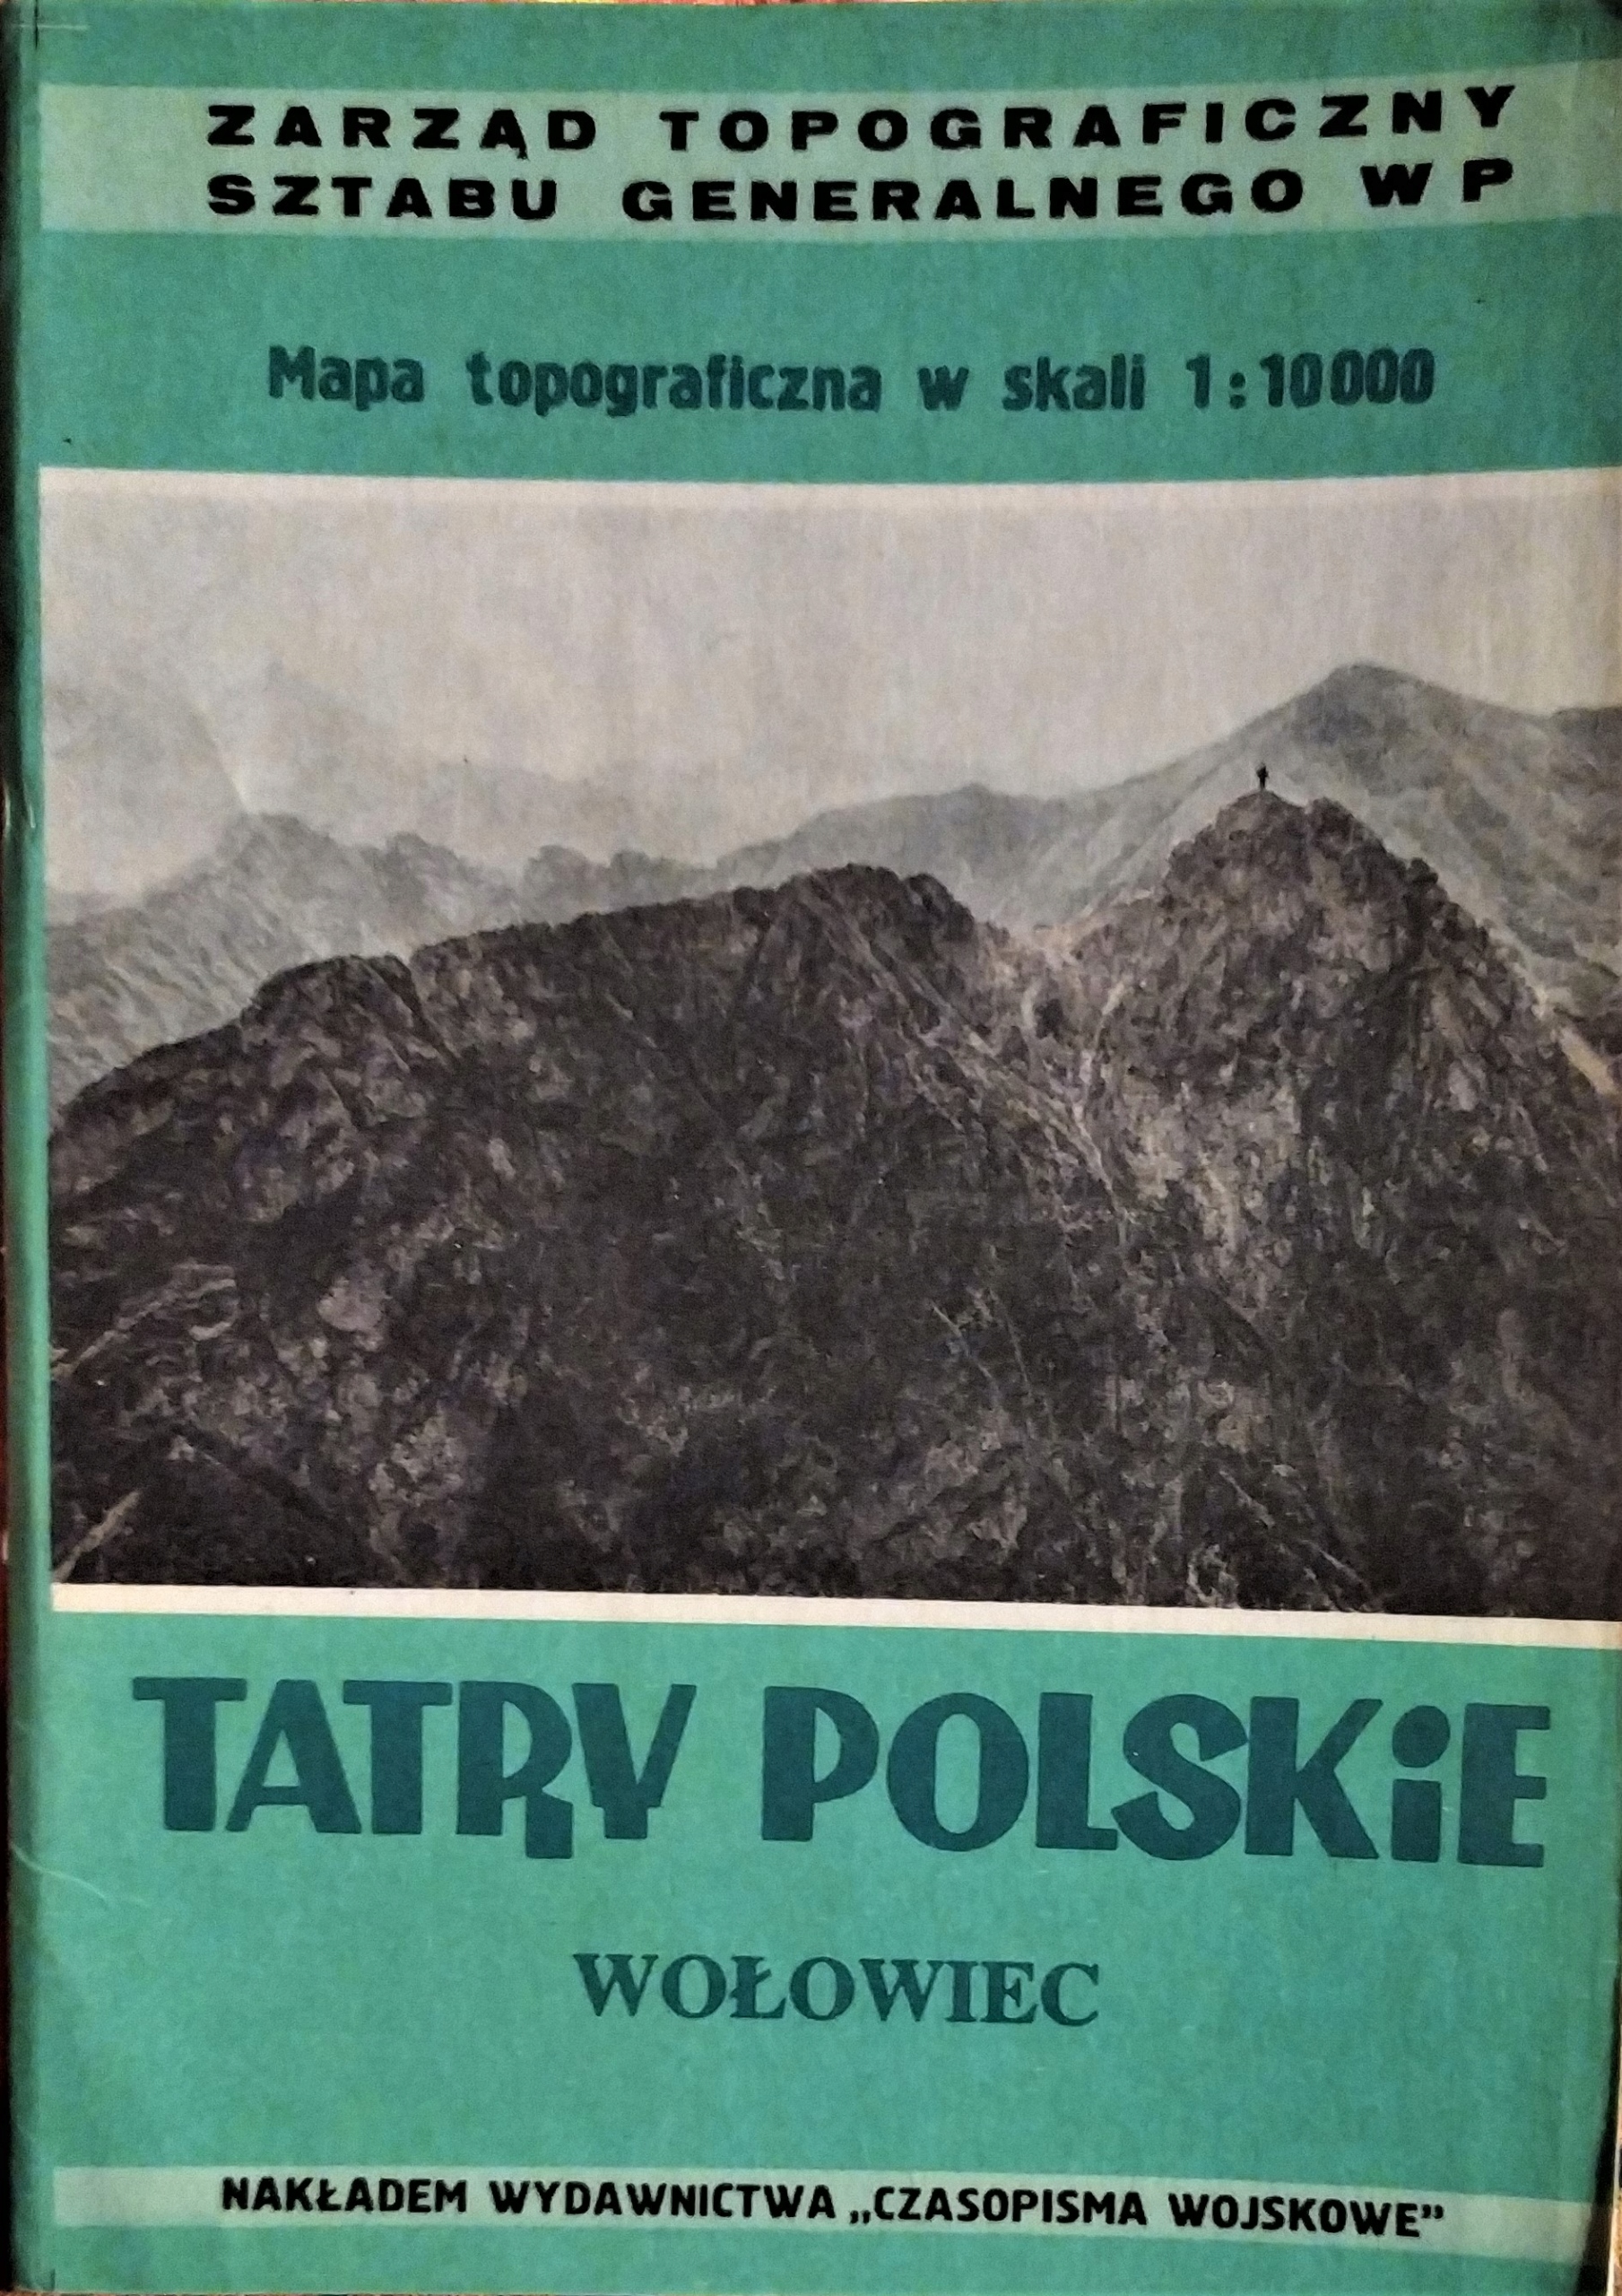 ZARZĄD TOPOGRAFICZNY
SZTABU GENERALNEGO WP
Mapa topograficzna w skali 1:10000
TATRY POLSKiE
WOŁOWIEC
NAKŁADEM WYDAWNICTWA „CZASOPISMA WOJSKOWE”